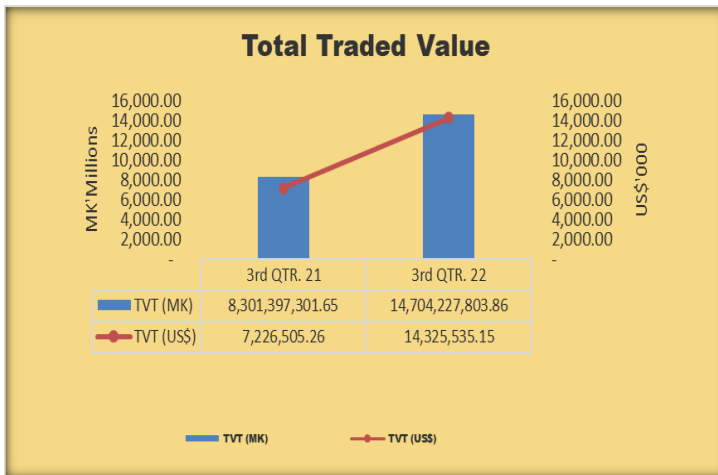 Total Traded Value
MK'Millions
16,000.00
14,000.00
12,000.00
10,000.00
8,000.00
6,000.00
4,000.00
2,000.00
-
16,000.00
14,000.00
12,000.00
10,000.00
8,000.00
6,000.00
4,000.00
2,000.00
-
US$'000
3rd QTR. 21 3rd QTR. 22
TVT (MK) 8,301,397,301.65 14,704,227,803.86
TVT (US$) 7,226,505.26 14,325,535.15
TVT (MK) TVT (US$)